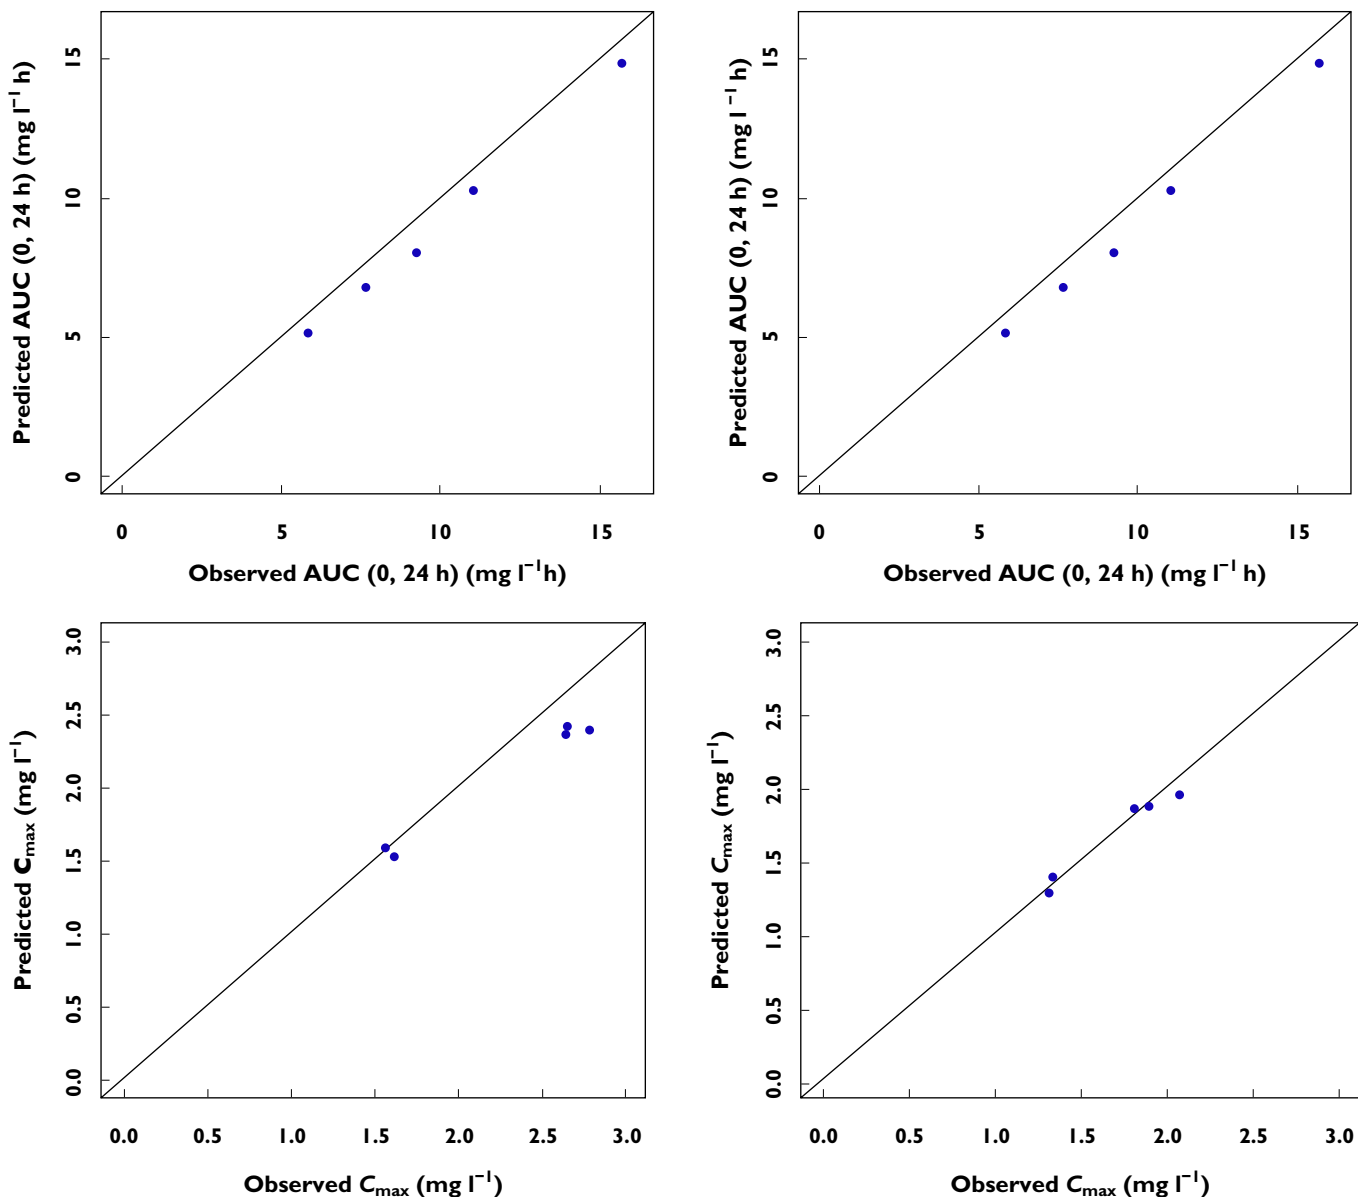 Predicted AUC (0, 24 h) (mg l⁻¹ h)
15
10
5
0
0 5 10 15
Observed AUC (0, 24 h) (mg l⁻¹h)
Predicted AUC (0, 24 h) (mg l⁻¹ h)
15
10
5
0
0 5 10 15
Observed AUC (0, 24 h) (mg l⁻¹ h)
Predicted Cmax (mg l⁻¹)
3.0
2.5
2.0
1.5
1.0
0.5
0.0
0.0 0.5 1.0 1.5 2.0 2.5 3.0
Observed Cmax (mg l⁻¹)
Predicted Cmax (mg l⁻¹)
3.0
2.5
2.0
1.5
1.0
0.5
0.0
0.0 0.5 1.0 1.5 2.0 2.5 3.0
Observed Cmax (mg l⁻¹)